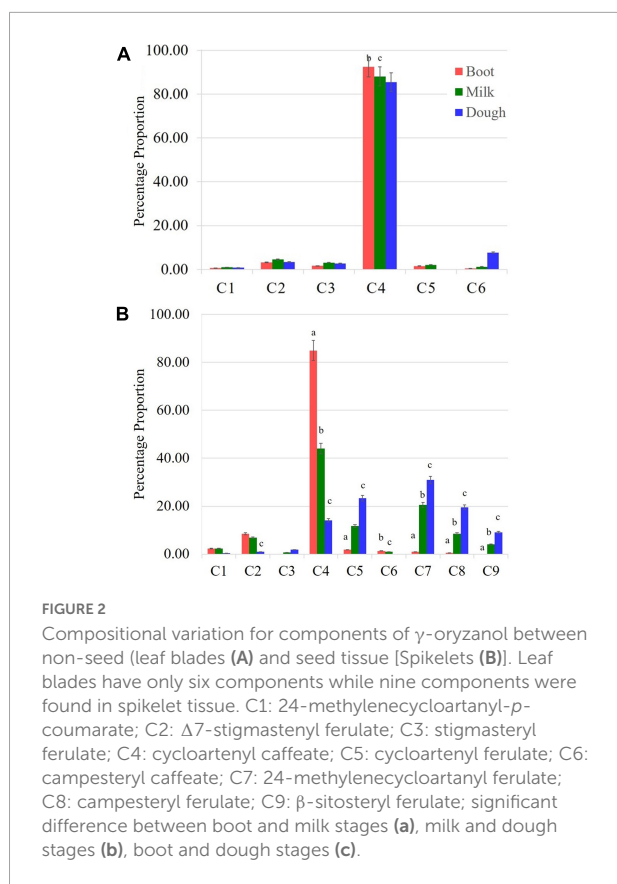 A
100.00
80.00
60.00
40.00
20.00
0.00
Percentage Proportion
b c
Boot
Milk
Dough
C1 C2 C3 C4 C5 C6
B
100.00
80.00
60.00
40.00
20.00
0.00
Percentage Proportion
c
a b c
a c
b c
a b c
a b c
a b c
C1 C2 C3 C4 C5 C6 C7 C8 C9
FIGURE 2
Compositional variation for components of γ-oryzanol between
non-seed (leaf blades (A) and seed tissue [Spikelets (B)]. Leaf
blades have only six components while nine components were
found in spikelet tissue. C1: 24-methylenecycloartanyl-p-
coumarate; C2: Δ7-stigmastenyl ferulate; C3: stigmasteryl
ferulate; C4: cycloartenyl caffeate; C5: cycloartenyl ferulate; C6:
campesteryl caffeate; C7: 24-methylenecycloartanyl ferulate;
C8: campesteryl ferulate; C9: β-sitosteryl ferulate; significant
difference between boot and milk stages (a), milk and dough
stages (b), boot and dough stages (c).